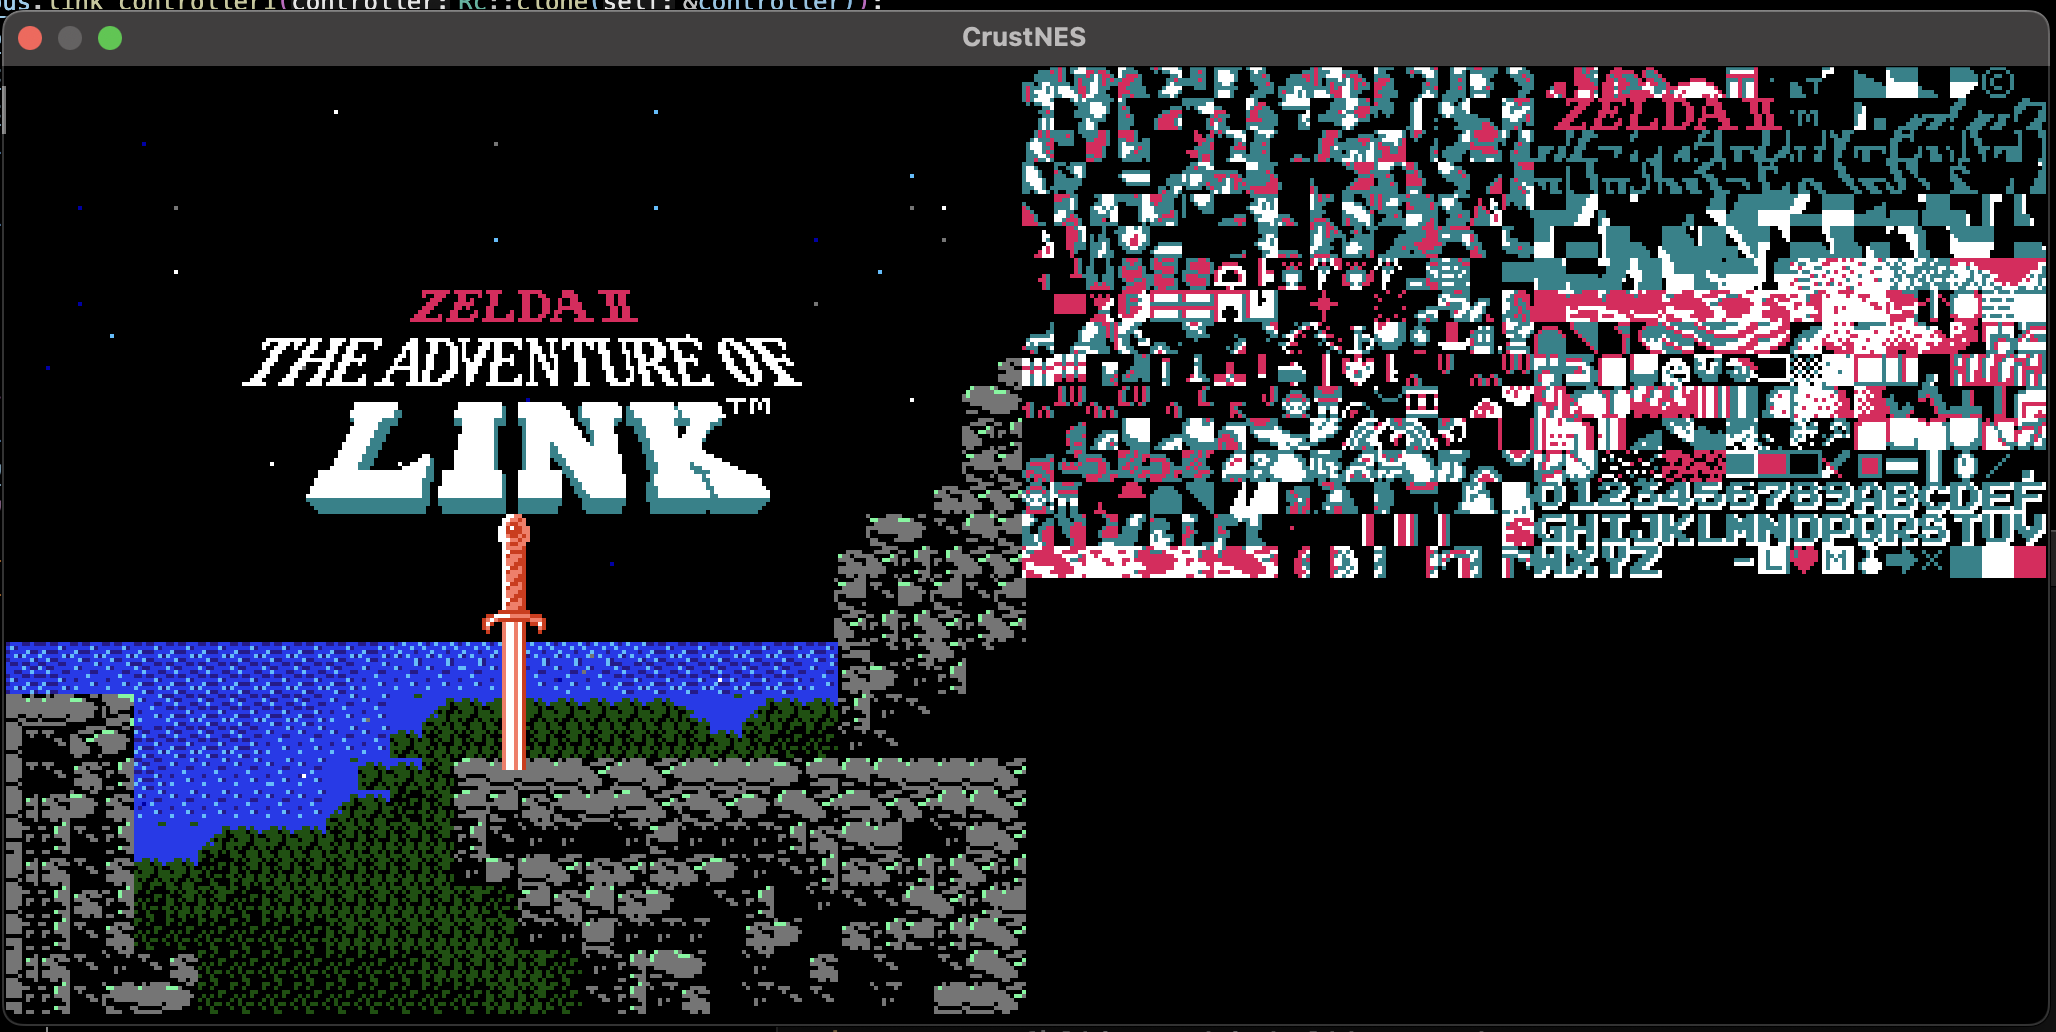 us.link_controller1(controller: Rc::clone(self: &controller));
CrustNES
ZELDA II
THE ADVENTURE OF
LINK™
T
M
©
ZELDA II
0123456789ABCDEF
GHIJKLMNOPQRSTUV
WXYZ - L M X